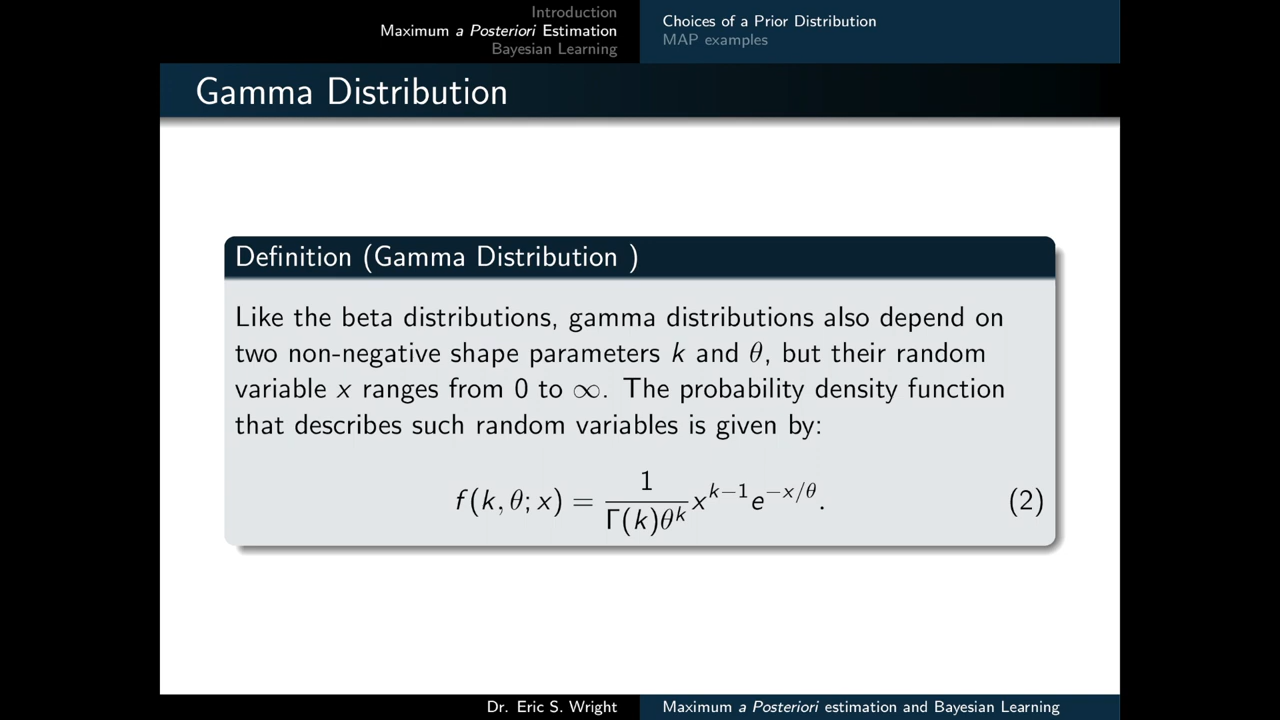 Introduction
Maximum a Posteriori Estimation
Bayesian Learning
Choices of a Prior Distribution
MAP examples
Gamma Distribution
Definition (Gamma Distribution )
Like the beta distributions, gamma distributions also depend on
two non-negative shape parameters k and θ, but their random
variable x ranges from 0 to ∞. The probability density function
that describes such random variables is given by:
f(k, θ; x) = \frac{1}{Γ(k)θ^k} x^{k−1} e^{−x/θ}. (2)
Dr. Eric S. Wright
Maximum a Posteriori estimation and Bayesian Learning